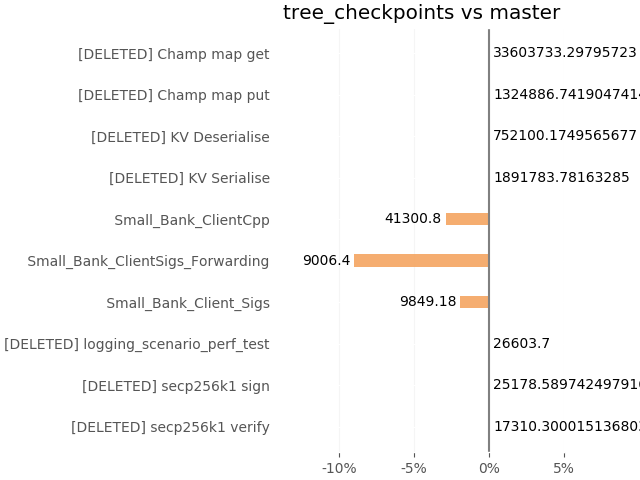 tree_checkpoints vs master
[DELETED] Champ map get 33603733.29795723
[DELETED] Champ map put 1324886.741904741
[DELETED] KV Deserialise 752100.1749565677
[DELETED] KV Serialise 1891783.78163285
Small_Bank_ClientCpp 41300.8
Small_Bank_ClientSigs_Forwarding 9006.4
Small_Bank_Client_Sigs 9849.18
[DELETED] logging_scenario_perf_test 26603.7
[DELETED] secp256k1 sign 25178.58974249791
[DELETED] secp256k1 verify 17310.30001513680
-10% -5% 0% 5%